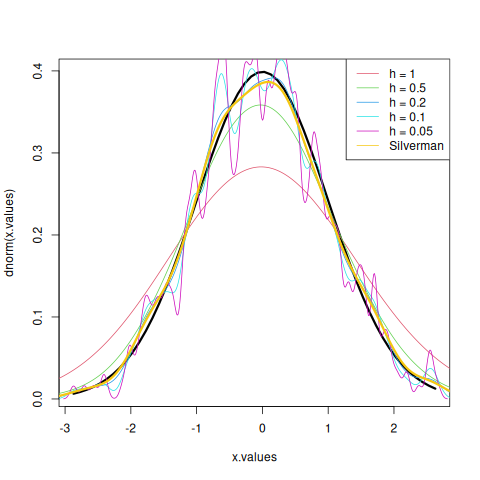 h = 1
h = 0.5
h = 0.2
h = 0.1
h = 0.05
Silverman
dnorm(x.values)
0.4
0.3
0.2
0.1
0.0
-3 -2 -1 0 1 2
x.values